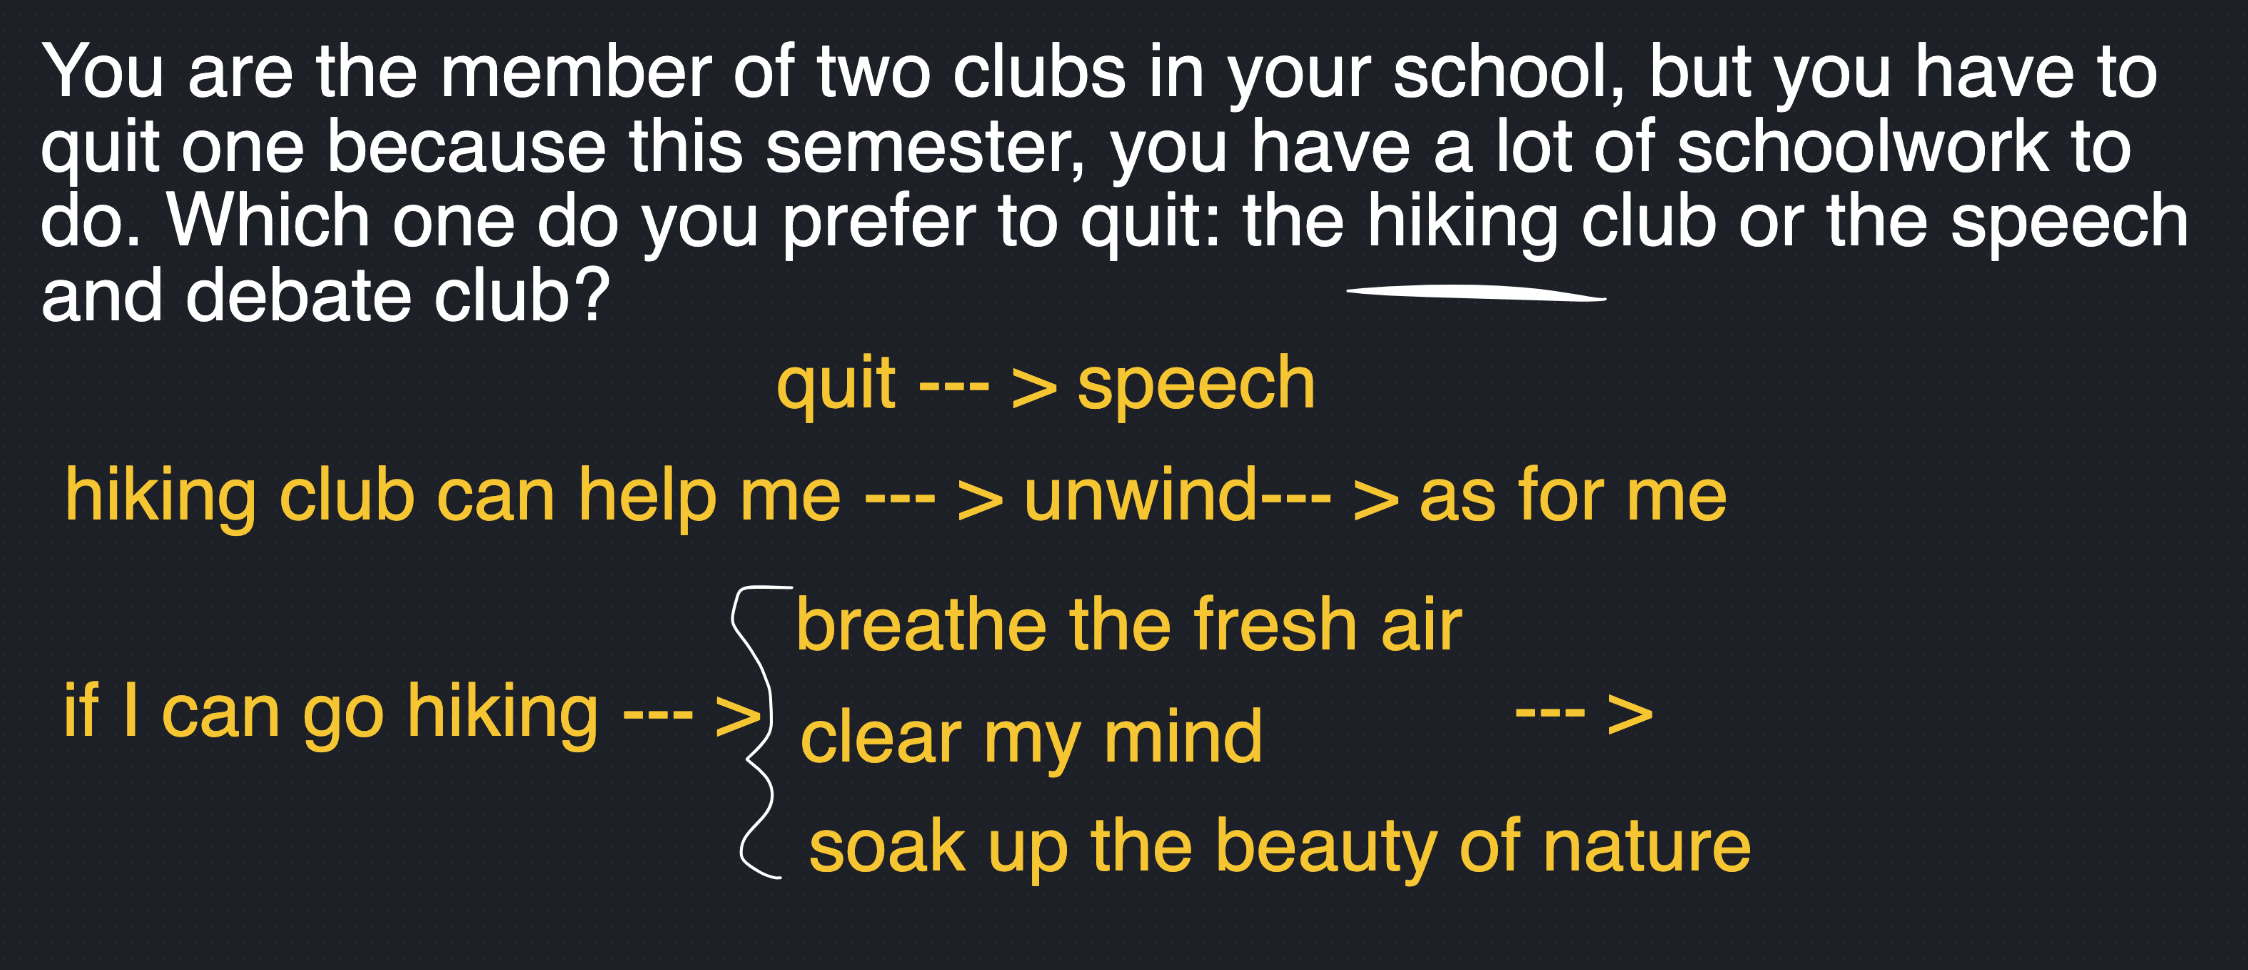 You are the member of two clubs in your school, but you have to
quit one because this semester, you have a lot of schoolwork to
do. Which one do you prefer to quit: the hiking club or the speech
and debate club?
quit --- > speech
hiking club can help me --- > unwind--- > as for me
breathe the fresh air
if I can go hiking --- >
clear my mind
--- >
soak up the beauty of nature